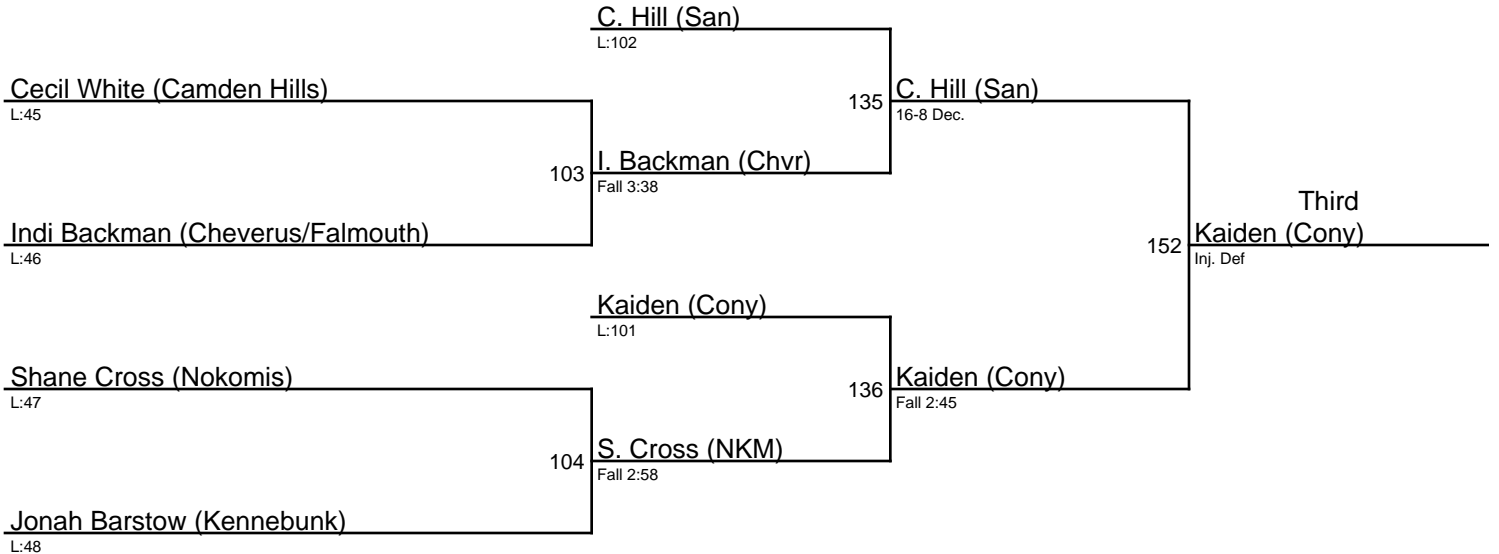 C. Hill (San)
L:102
Cecil White (Camden Hills)
L:45
135
C. Hill (San)
16-8 Dec.
103
I. Backman (Chvr)
Fall 3:38
Third
Indi Backman (Cheverus/Falmouth)
L:46
152
Kaiden (Cony)
Inj. Def
Kaiden (Cony)
L:101
Shane Cross (Nokomis)
L:47
136
Kaiden (Cony)
Fall 2:45
104
S. Cross (NKM)
Fall 2:58
Jonah Barstow (Kennebunk)
L:48